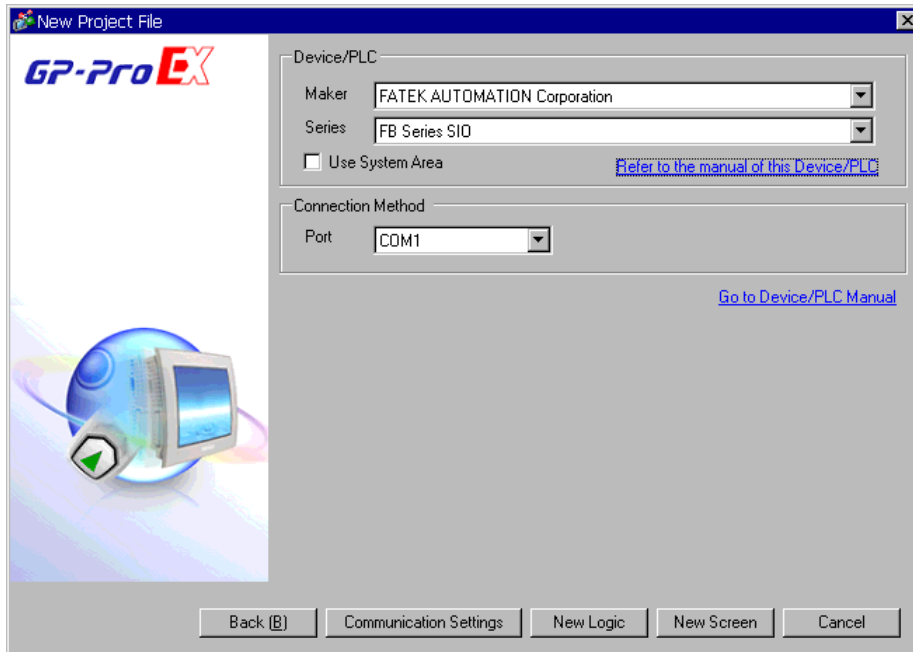 New Project File
GP-Pro EX
Device/PLC
Maker FATEK AUTOMATION Corporation
Series FB Series SIO
Use System Area Refer to the manual of this Device/PLC
Connection Method
Port COM1
Go to Device/PLC Manual
Back (B) Communication Settings New Logic New Screen Cancel